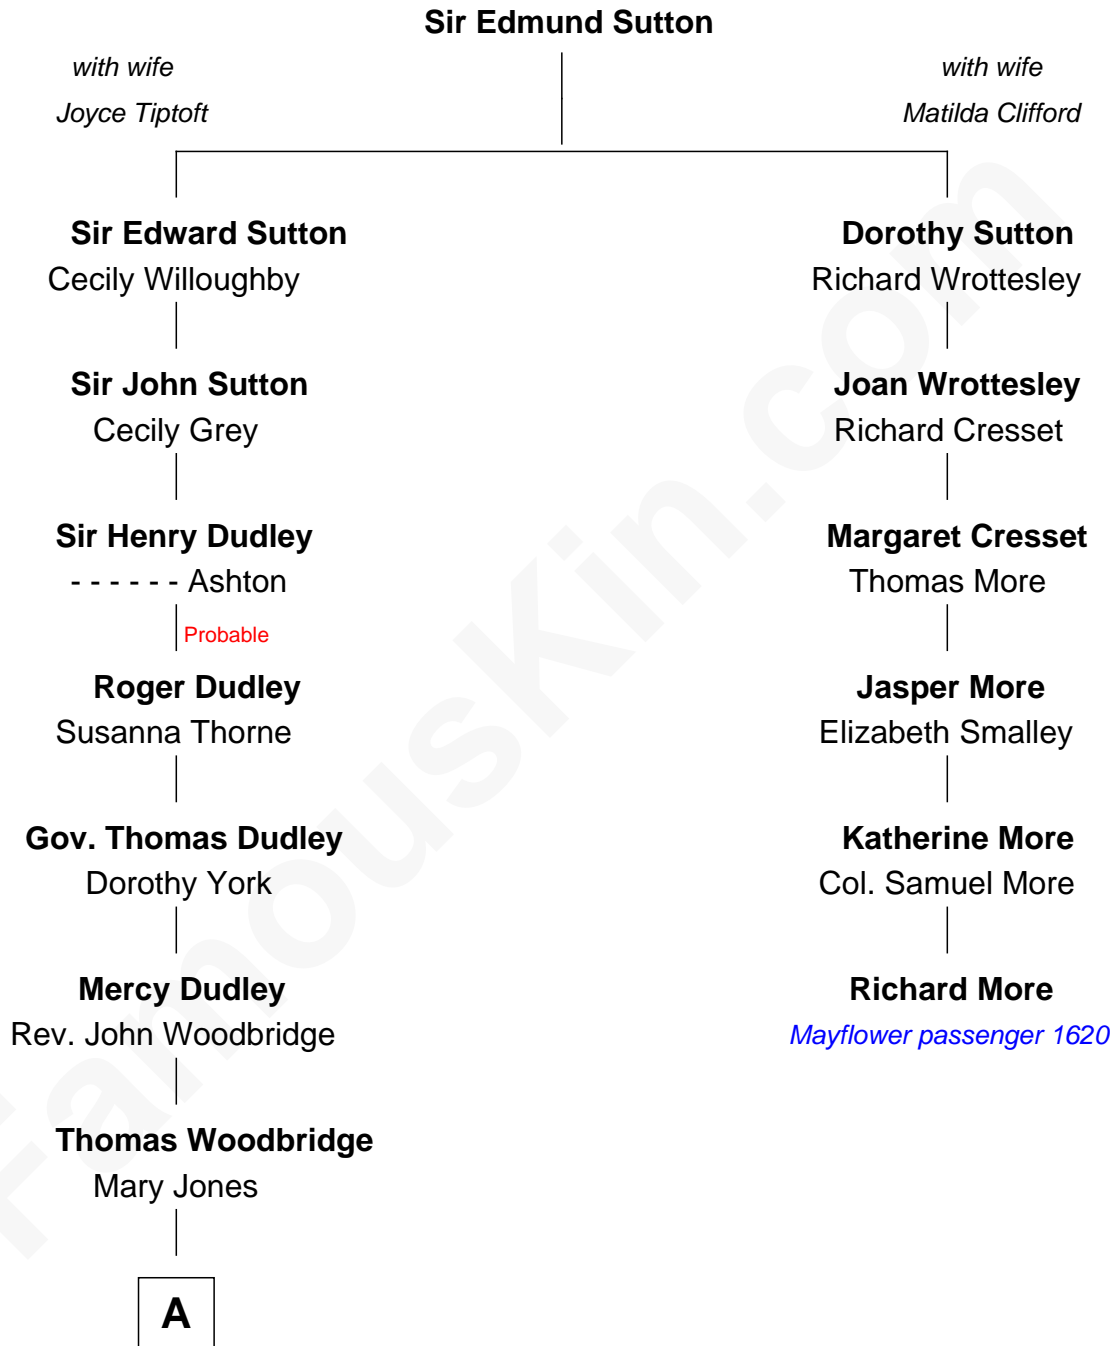 Sir Edmund Sutton
with wife
Joyce Tiptoft
with wife
Matilda Clifford
Sir Edward Sutton
Cecily Willoughby
Dorothy Sutton
Richard Wrottesley
Sir John Sutton
Cecily Grey
Joan Wrottesley
Richard Cresset
Sir Henry Dudley
- - - - - - Ashton
Margaret Cresset
Thomas More
Probable
Roger Dudley
Susanna Thorne
Jasper More
Elizabeth Smalley
Gov. Thomas Dudley
Dorothy York
Katherine More
Col. Samuel More
Mercy Dudley
Rev. John Woodbridge
Richard More
Mayflower passenger 1620
Thomas Woodbridge
Mary Jones
A
FamousKin.com